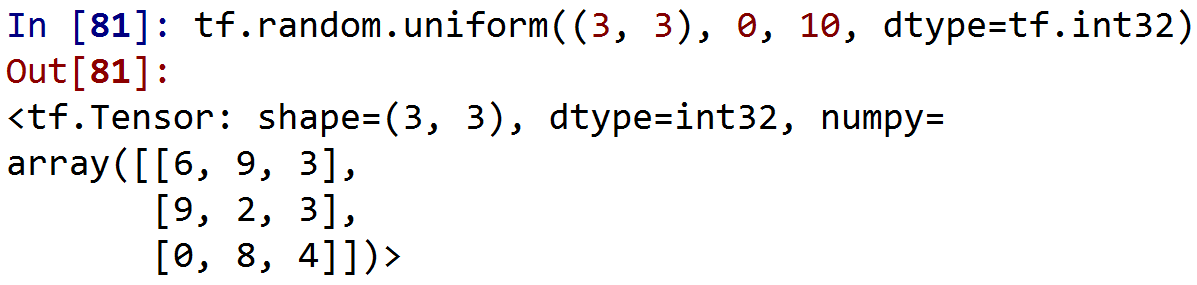 In [81]: tf.random.uniform((3, 3), 0, 10, dtype=tf.int32)
Out[81]:
<tf.Tensor: shape=(3, 3), dtype=int32, numpy=
array([[6, 9, 3],
       [9, 2, 3],
       [0, 8, 4]])>